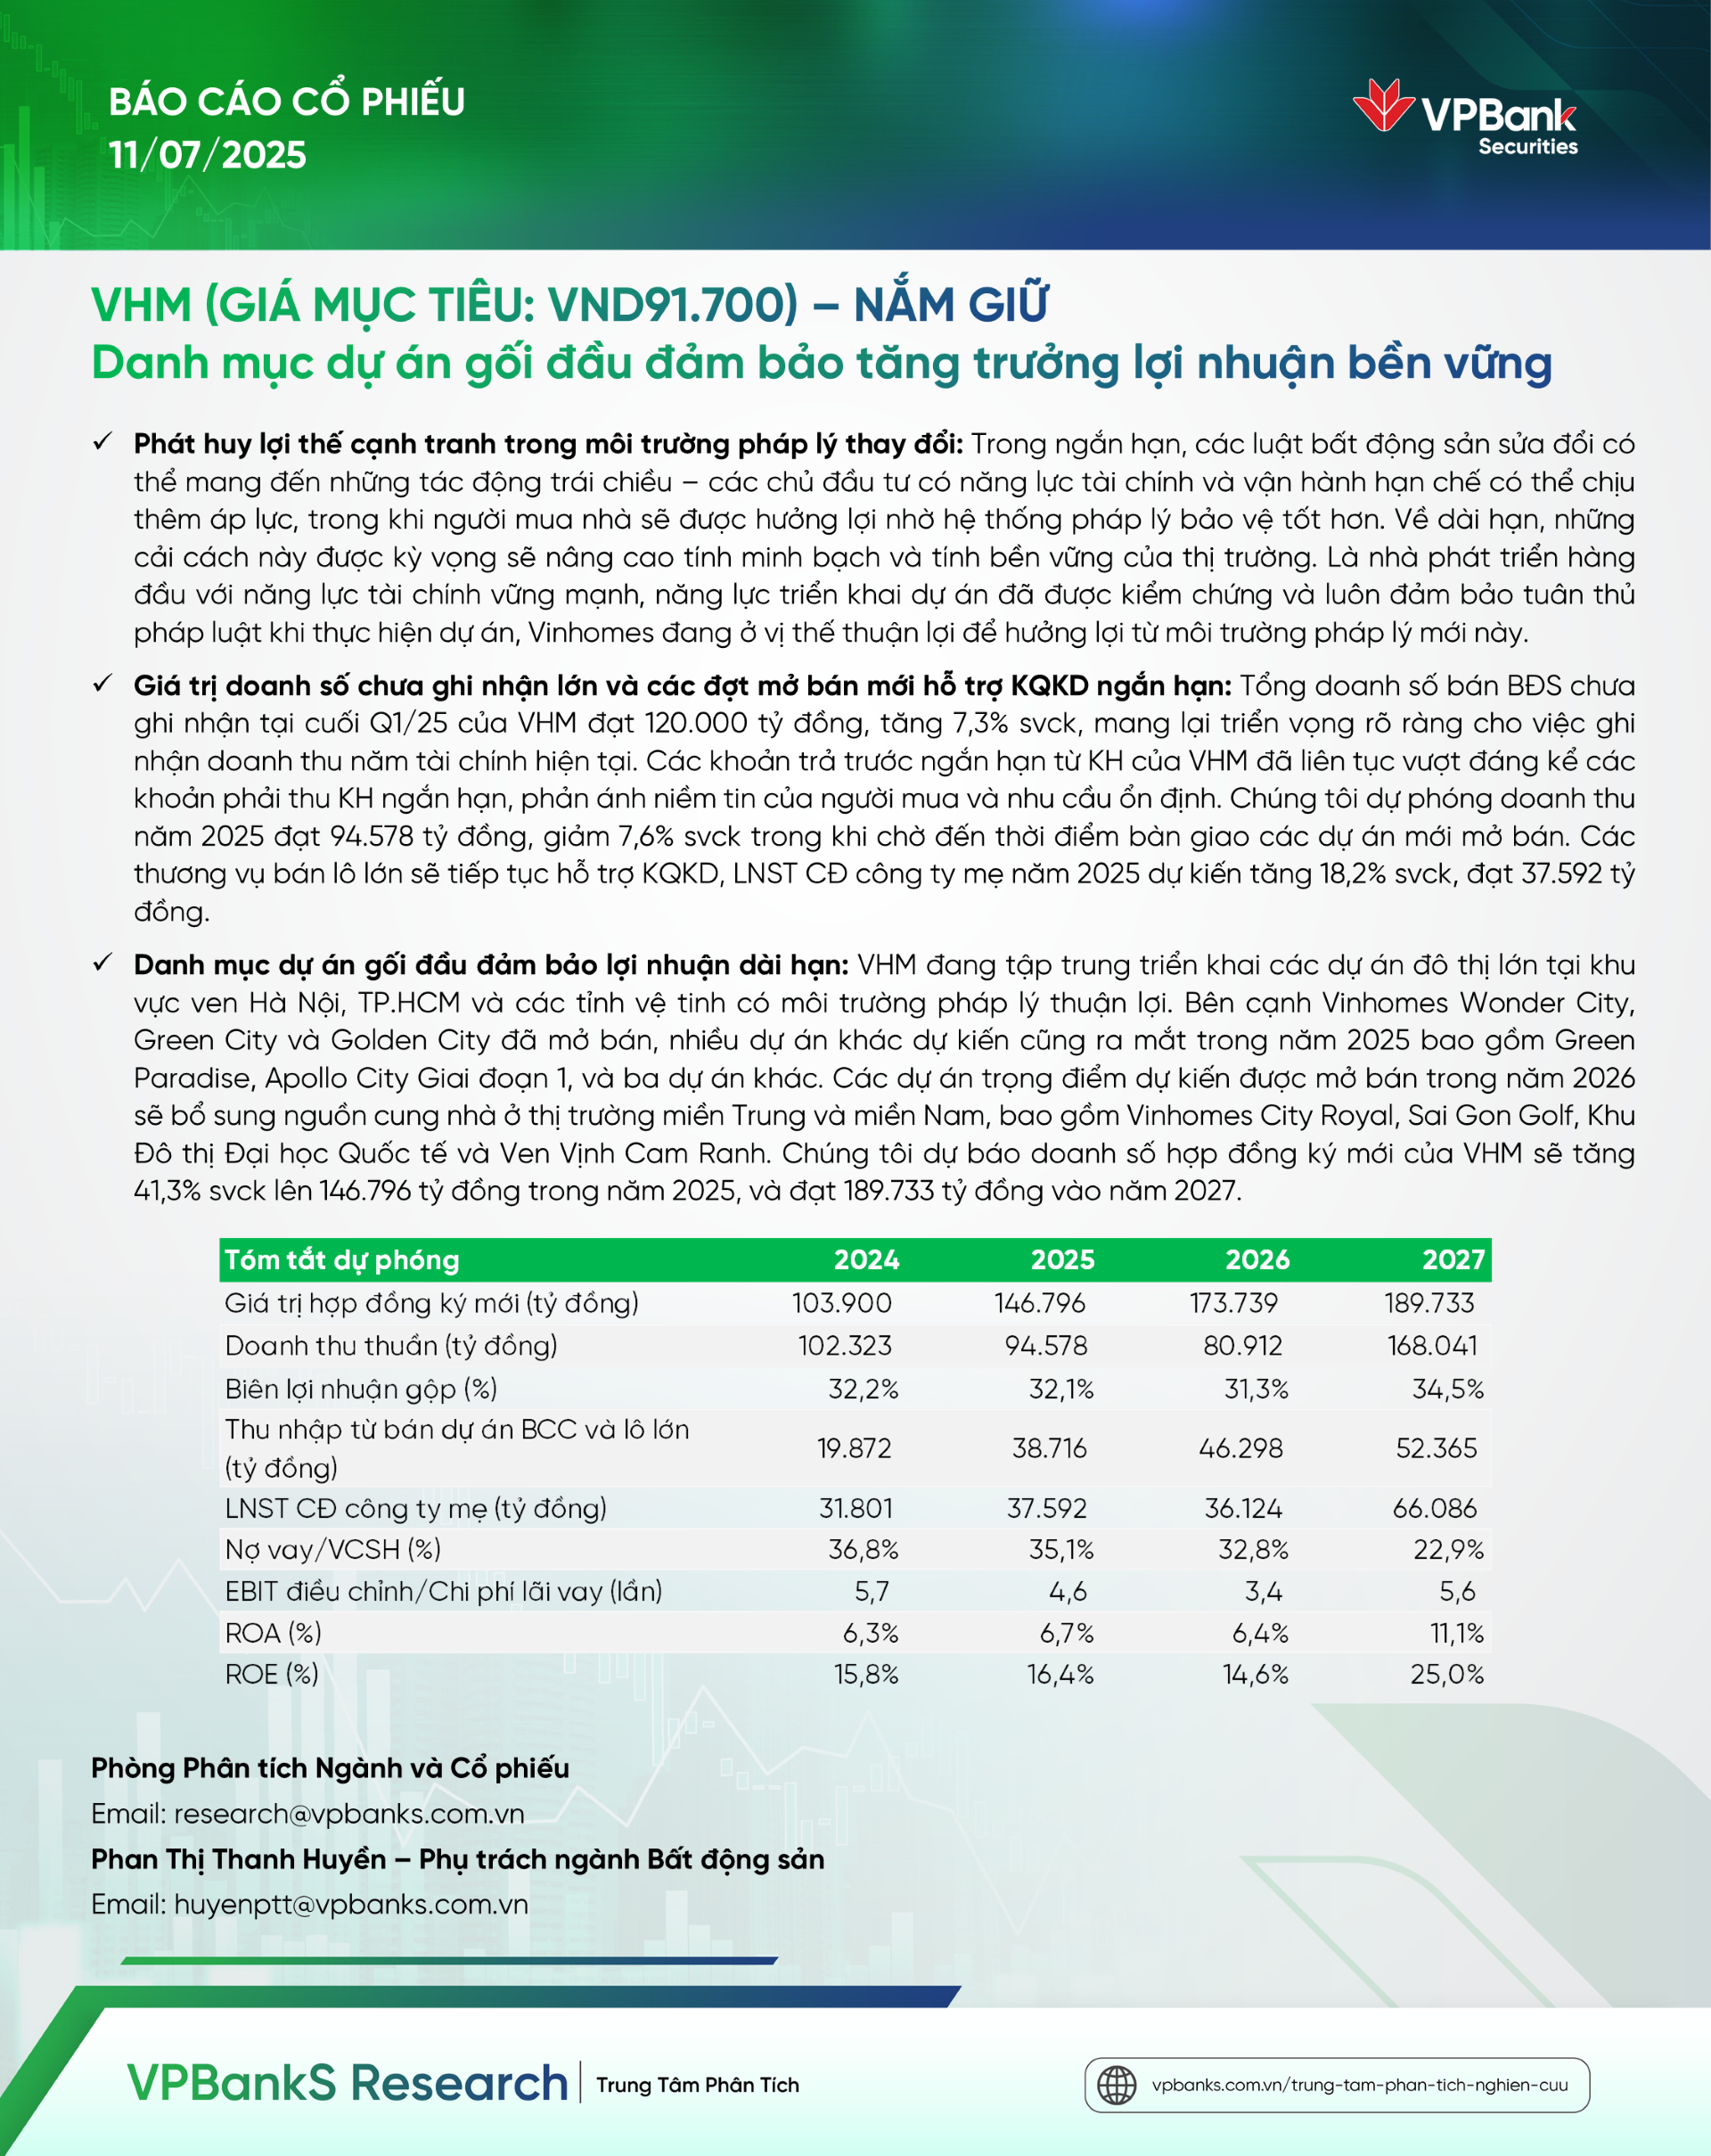 BÁO CÁO CỔ PHIẾU
11/07/2025
VPBank
Securities
VHM (GIÁ MỤC TIÊU: VND91.700) – NẮM GIỮ
Danh mục dự án gối đầu đảm bảo tăng trưởng lợi nhuận bền vững
✓ Phát huy lợi thế cạnh tranh trong môi trường pháp lý thay đổi: Trong ngắn hạn, các luật bất động sản sửa đổi có
thể mang đến những tác động trái chiều – các chủ đầu tư có năng lực tài chính và vận hành hạn chế có thể chịu
thêm áp lực, trong khi người mua nhà sẽ được hưởng lợi nhờ hệ thống pháp lý bảo vệ tốt hơn. Về dài hạn, những
cải cách này được kỳ vọng sẽ nâng cao tính minh bạch và tính bền vững của thị trường. Là nhà phát triển hàng
đầu với năng lực tài chính vững mạnh, năng lực triển khai dự án đã được kiểm chứng và luôn đảm bảo tuân thủ
pháp luật khi thực hiện dự án, Vinhomes đang ở vị thế thuận lợi để hưởng lợi từ môi trường pháp lý mới này.
✓ Giá trị doanh số chưa ghi nhận lớn và các đợt mở bán mới hỗ trợ KQKD ngắn hạn: Tổng doanh số bán BĐS chưa
ghi nhận tại cuối Q1/25 của VHM đạt 120.000 tỷ đồng, tăng 7,3% svck, mang lại triển vọng rõ ràng cho việc ghi
nhận doanh thu năm tài chính hiện tại. Các khoản trả trước ngắn hạn từ KH của VHM đã liên tục vượt đáng kể các
khoản phải thu KH ngắn hạn, phản ánh niềm tin của người mua và nhu cầu ổn định. Chúng tôi dự phóng doanh thu
năm 2025 đạt 94.578 tỷ đồng, giảm 7,6% svck trong khi chờ đến thời điểm bàn giao các dự án mới mở bán. Các
thương vụ bán lô lớn sẽ tiếp tục hỗ trợ KQKD, LNST CĐ công ty mẹ năm 2025 dự kiến tăng 18,2% svck, đạt 37.592 tỷ
đồng.
✓ Danh mục dự án gối đầu đảm bảo lợi nhuận dài hạn: VHM đang tập trung triển khai các dự án đô thị lớn tại khu
vực ven Hà Nội, TP.HCM và các tỉnh vệ tinh có môi trường pháp lý thuận lợi. Bên cạnh Vinhomes Wonder City,
Green City và Golden City đã mở bán, nhiều dự án khác dự kiến cũng ra mắt trong năm 2025 bao gồm Green
Paradise, Apollo City Giai đoạn 1, và ba dự án khác. Các dự án trọng điểm dự kiến được mở bán trong năm 2026
sẽ bổ sung nguồn cung nhà ở thị trường miền Trung và miền Nam, bao gồm Vinhomes City Royal, Sai Gon Golf, Khu
Đô thị Đại học Quốc tế và Ven Vịnh Cam Ranh. Chúng tôi dự báo doanh số hợp đồng ký mới của VHM sẽ tăng
41,3% svck lên 146.796 tỷ đồng trong năm 2025, và đạt 189.733 tỷ đồng vào năm 2027.
Tóm tắt dự phóng 2024 2025 2026 2027
Giá trị hợp đồng ký mới (tỷ đồng) 103.900 146.796 173.739 189.733
Doanh thu thuần (tỷ đồng) 102.323 94.578 80.912 168.041
Biên lợi nhuận gộp (%) 32,2% 32,1% 31,3% 34,5%
Thu nhập từ bán dự án BCC và lô lớn
(tỷ đồng) 19.872 38.716 46.298 52.365
LNST CĐ công ty mẹ (tỷ đồng) 31.801 37.592 36.124 66.086
Nợ vay/VCSH (%) 36,8% 35,1% 32,8% 22,9%
EBIT điều chỉnh/Chi phí lãi vay (lần) 5,7 4,6 3,4 5,6
ROA (%) 6,3% 6,7% 6,4% 11,1%
ROE (%) 15,8% 16,4% 14,6% 25,0%
Phòng Phân tích Ngành và Cổ phiếu
Email: research@vpbanks.com.vn
Phan Thị Thanh Huyền – Phụ trách ngành Bất động sản
Email: huyenptt@vpbanks.com.vn
VPBankS Research | Trung Tâm Phân Tích
vpbanks.com.vn/trung-tam-phan-tich-nghien-cuu